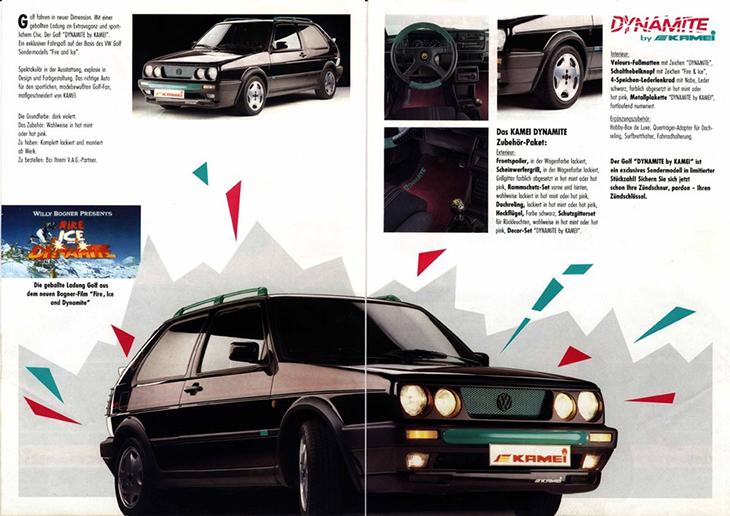 Golf fahren in neuer Dimension. Mit einer
geballten Ladung an Extravaganz und sport-
lichem Chic. Der Golf "DYNAMITE by KAMEI".
Ein exklusiver Fahrspaß auf der Basis des VW Golf
Sondermodells "Fire and Ice".
Spektakulär in der Ausstattung, explosiv in
Design und Farbgestaltung. Das richtige Auto
für den sportlichen, modebewußten Golf-Fan,
maßgeschneidert von KAMEI.
Die Grundfarbe: dark violett.
Das Zubehör: Wahlweise in hot mint
oder hot pink.
Zu haben: Komplett lackiert und montiert
ab Werk.
Zu bestellen: Bei Ihrem V.A.G.-Partner.
WILLY BOGNER PRESENTS
FIRE
ICE
DYNAMITE
Die geballte Ladung Golf aus
dem neuen Bogner-Film "Fire, Ice
and Dynamite"
KAMEI
Das KAMEI DYNAMITE
Zubehör-Paket:
Exterieur:
Frontspoiler, in der Wagenfarbe lackiert,
Scheinwerfergrill, in der Wagenfarbe lackiert,
Grillgitter farblich abgesetzt in hot mint oder hot
pink, Rammschutz-Set vorne und hinten,
wahlweise lackiert in hot mint oder hot pink,
Dachreling, lackiert in hot mint oder hot pink,
Heckflügel, Farbe schwarz, Schutzgitterset
für Rückleuchten, wahlweise in hot mint oder hot
pink, Decor-Set "DYNAMITE by KAMEI".
DYNAMITE
by KAMEI
Interieur:
Velours-Fußmatten mit Zeichen "DYNAMITE",
Schalthebelknopf mit Zeichen "Fire & Ice",
4-Speichen-Lederlenkrad mit Nabe, Leder
schwarz, farblich abgesetzt in hot mint oder
hot pink, Metallplakette "DYNAMITE by KAMEI",
fortlaufend numeriert.
Ergänzungszubehör:
Hobby-Box de Luxe, Querträger-Adapter für Dach-
reling, Surfbretthalter, Fahrradhalterung.
Der Golf "DYNAMITE by KAMEI" ist
ein exclusives Sondermodell in limitierter
Stückzahl! Sichern Sie sich jetzt
schon Ihre Zündschnur, pardon – Ihren
Zündschlüssel.
KAMEI
KAMEI